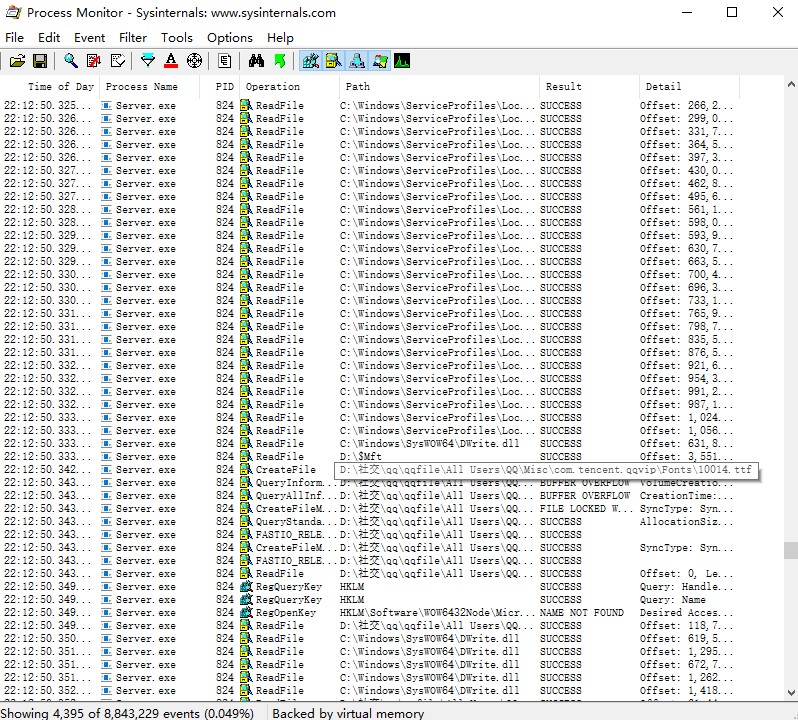 Process Monitor - Sysinternals: www.sysinternals.com
File Edit Event Filter Tools Options Help
Time of Day Process Name PID Operation Path Result Detail
22:12:50.325... Server.exe 824 ReadFile C:\Windows\ServiceProfiles\Loc... SUCCESS Offset: 266,2...
22:12:50.325... Server.exe 824 ReadFile C:\Windows\ServiceProfiles\Loc... SUCCESS Offset: 299,0...
22:12:50.326... Server.exe 824 ReadFile C:\Windows\ServiceProfiles\Loc... SUCCESS Offset: 331,7...
22:12:50.326... Server.exe 824 ReadFile C:\Windows\ServiceProfiles\Loc... SUCCESS Offset: 364,5...
22:12:50.326... Server.exe 824 ReadFile C:\Windows\ServiceProfiles\Loc... SUCCESS Offset: 397,3...
22:12:50.327... Server.exe 824 ReadFile C:\Windows\ServiceProfiles\Loc... SUCCESS Offset: 430,0...
22:12:50.327... Server.exe 824 ReadFile C:\Windows\ServiceProfiles\Loc... SUCCESS Offset: 462,8...
22:12:50.327... Server.exe 824 ReadFile C:\Windows\ServiceProfiles\Loc... SUCCESS Offset: 495,6...
22:12:50.328... Server.exe 824 ReadFile C:\Windows\ServiceProfiles\Loc... SUCCESS Offset: 561,1...
22:12:50.328... Server.exe 824 ReadFile C:\Windows\ServiceProfiles\Loc... SUCCESS Offset: 598,0...
22:12:50.329... Server.exe 824 ReadFile C:\Windows\ServiceProfiles\Loc... SUCCESS Offset: 593,9...
22:12:50.329... Server.exe 824 ReadFile C:\Windows\ServiceProfiles\Loc... SUCCESS Offset: 630,7...
22:12:50.329... Server.exe 824 ReadFile C:\Windows\ServiceProfiles\Loc... SUCCESS Offset: 663,5...
22:12:50.330... Server.exe 824 ReadFile C:\Windows\ServiceProfiles\Loc... SUCCESS Offset: 700,4...
22:12:50.330... Server.exe 824 ReadFile C:\Windows\ServiceProfiles\Loc... SUCCESS Offset: 696,3...
22:12:50.330... Server.exe 824 ReadFile C:\Windows\ServiceProfiles\Loc... SUCCESS Offset: 733,1...
22:12:50.331... Server.exe 824 ReadFile C:\Windows\ServiceProfiles\Loc... SUCCESS Offset: 765,9...
22:12:50.331... Server.exe 824 ReadFile C:\Windows\ServiceProfiles\Loc... SUCCESS Offset: 798,7...
22:12:50.331... Server.exe 824 ReadFile C:\Windows\ServiceProfiles\Loc... SUCCESS Offset: 835,5...
22:12:50.331... Server.exe 824 ReadFile C:\Windows\ServiceProfiles\Loc... SUCCESS Offset: 876,5...
22:12:50.332... Server.exe 824 ReadFile C:\Windows\ServiceProfiles\Loc... SUCCESS Offset: 921,6...
22:12:50.332... Server.exe 824 ReadFile C:\Windows\ServiceProfiles\Loc... SUCCESS Offset: 954,3...
22:12:50.332... Server.exe 824 ReadFile C:\Windows\ServiceProfiles\Loc... SUCCESS Offset: 991,2...
22:12:50.332... Server.exe 824 ReadFile C:\Windows\ServiceProfiles\Loc... SUCCESS Offset: 987,1...
22:12:50.333... Server.exe 824 ReadFile C:\Windows\ServiceProfiles\Loc... SUCCESS Offset: 1,024...
22:12:50.333... Server.exe 824 ReadFile C:\Windows\ServiceProfiles\Loc... SUCCESS Offset: 1,056...
22:12:50.333... Server.exe 824 ReadFile C:\Windows\SysWOW64\DWrite.dll SUCCESS Offset: 631,8...
22:12:50.333... Server.exe 824 ReadFile D:\$Mft SUCCESS Offset: 3,551...
22:12:50.342... Server.exe 824 CreateFile D:\社交\qq\qqfile\All Users\QQ\Misc\com.tencent.qqvip\Fonts\10014.ttf
22:12:50.343... Server.exe 824 QueryInform... D:\社交\qq\qqfile\All Users\QQ... BUFFER OVERFLOW VolumeCreatio...
22:12:50.343... Server.exe 824 QueryAllInf... D:\社交\qq\qqfile\All Users\QQ... BUFFER OVERFLOW CreationTime:...
22:12:50.343... Server.exe 824 CreateFileM... D:\社交\qq\qqfile\All Users\QQ... FILE LOCKED W... SyncType: Syn...
22:12:50.343... Server.exe 824 QueryStanda... D:\社交\qq\qqfile\All Users\QQ... SUCCESS AllocationSiz...
22:12:50.343... Server.exe 824 FASTIO_RELE... D:\社交\qq\qqfile\All Users\QQ... SUCCESS
22:12:50.343... Server.exe 824 CreateFileM... D:\社交\qq\qqfile\All Users\QQ... SUCCESS SyncType: Syn...
22:12:50.343... Server.exe 824 FASTIO_RELE... D:\社交\qq\qqfile\All Users\QQ... SUCCESS
22:12:50.343... Server.exe 824 ReadFile D:\社交\qq\qqfile\All Users\QQ... SUCCESS Offset: 0, Le...
22:12:50.349... Server.exe 824 RegQueryKey HKLM SUCCESS Query: Handle...
22:12:50.349... Server.exe 824 RegQueryKey HKLM SUCCESS Query: Name
22:12:50.349... Server.exe 824 RegOpenKey HKLM\Software\WOW6432Node\Micr... NAME NOT FOUND Desired Acces...
22:12:50.349... Server.exe 824 ReadFile D:\社交\qq\qqfile\All Users\QQ... SUCCESS Offset: 118,7...
22:12:50.350... Server.exe 824 ReadFile C:\Windows\SysWOW64\DWrite.dll SUCCESS Offset: 619,5...
22:12:50.351... Server.exe 824 ReadFile C:\Windows\SysWOW64\DWrite.dll SUCCESS Offset: 1,295...
22:12:50.351... Server.exe 824 ReadFile C:\Windows\SysWOW64\DWrite.dll SUCCESS Offset: 672,7...
22:12:50.351... Server.exe 824 ReadFile C:\Windows\SysWOW64\DWrite.dll SUCCESS Offset: 1,262...
22:12:50.352... Server.exe 824 ReadFile C:\Windows\SysWOW64\DWrite.dll SUCCESS Offset: 1,418...
Showing 4,395 of 8,843,229 events (0.049%) Backed by virtual memory